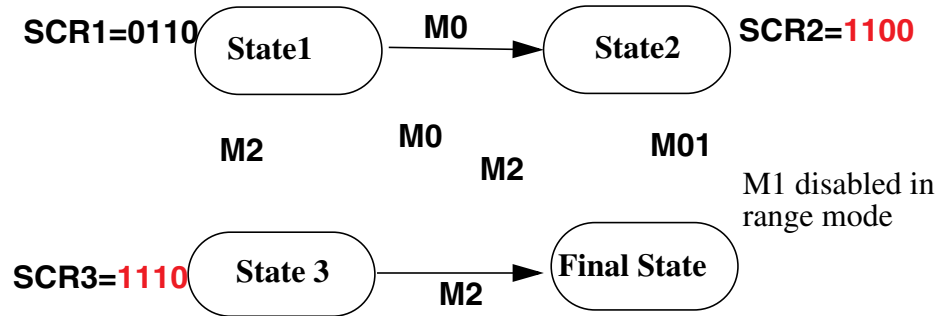 SCR1=0110
State1
M0
State2
SCR2=1100
M2
M0
M2
M01
M1 disabled in
range mode
SCR3=1110
State 3
M2
Final State